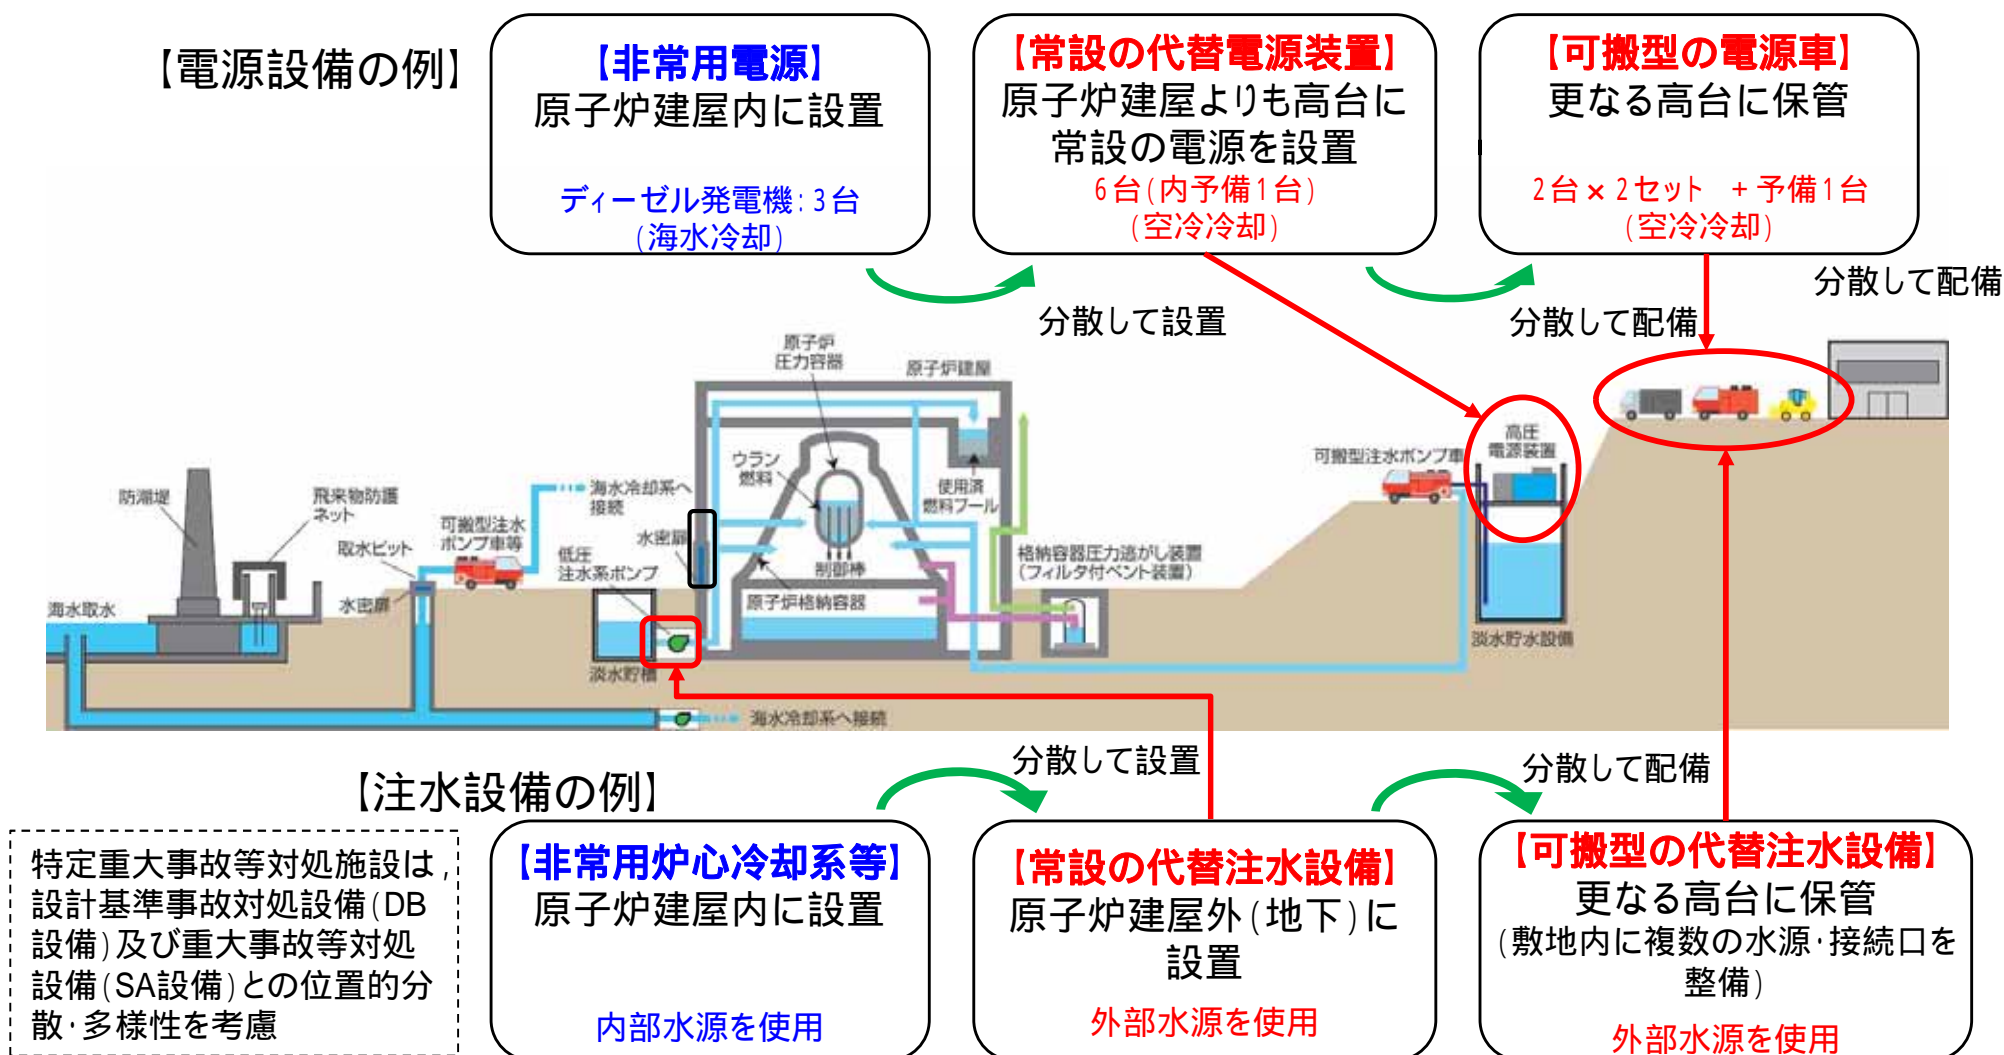 【電源設備の例】
【非常用電源】
原子炉建屋内に設置
ディーゼル発電機:3台
(海水冷却)
【常設の代替電源装置】
原子炉建屋よりも高台に
常設の電源を設置
6台(内予備1台)
(空冷冷却)
【可搬型の電源車】
更なる高台に保管
2台×2セット +予備1台
(空冷冷却)
分散して設置
分散して配備
分散して配備
原子炉
圧力容器
原子炉建屋
ウラン
燃料
使用済
燃料プール
水密扉
制御棒
原子炉格納容器
防潮堤
飛来物防護
ネット
取水ピット
可搬型注水
ポンプ車等
海水冷却系へ
接続
低圧
注水系ポンプ
水密扉
海水取水
淡水貯槽
海水冷却系へ接続
格納容器圧力逃がし装置
(フィルタ付ベント装置)
可搬型注水ポンプ車
高圧
電源装置
淡水貯水設備
分散して設置
分散して配備
【注水設備の例】
特定重大事故等対処施設は,
設計基準事故対処設備(DB
設備)及び重大事故等対処
設備(SA設備)との位置的分
散・多様性を考慮
【非常用炉心冷却系等】
原子炉建屋内に設置
内部水源を使用
【常設の代替注水設備】
原子炉建屋外(地下)に
設置
外部水源を使用
【可搬型の代替注水設備】
更なる高台に保管
(敷地内に複数の水源・接続口を
整備)
外部水源を使用